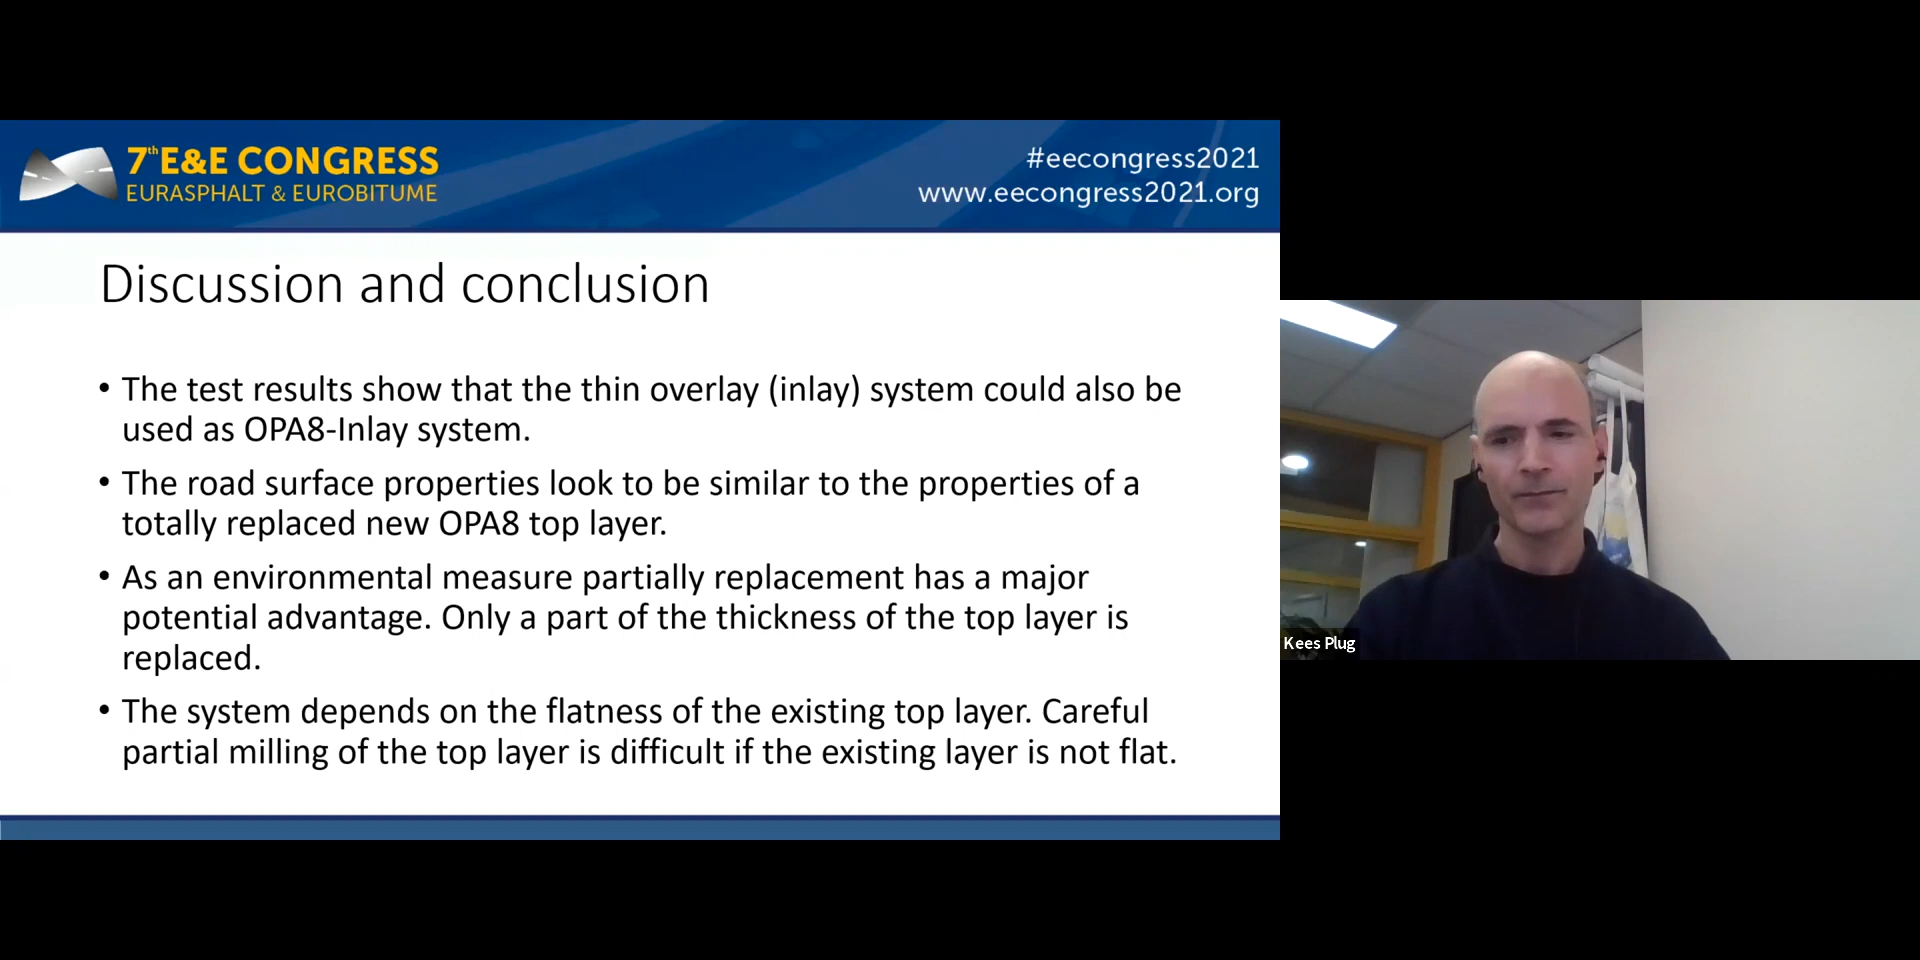 7th E&E CONGRESS
EURASPHALT & EUROBITUME
#eecongress2021
www.eecongress2021.org
Discussion and conclusion
• The test results show that the thin overlay (inlay) system could also be
used as OPA8-Inlay system.
• The road surface properties look to be similar to the properties of a
totally replaced new OPA8 top layer.
• As an environmental measure partially replacement has a major
potential advantage. Only a part of the thickness of the top layer is
replaced.
• The system depends on the flatness of the existing top layer. Careful
partial milling of the top layer is difficult if the existing layer is not flat.
Kees Plug